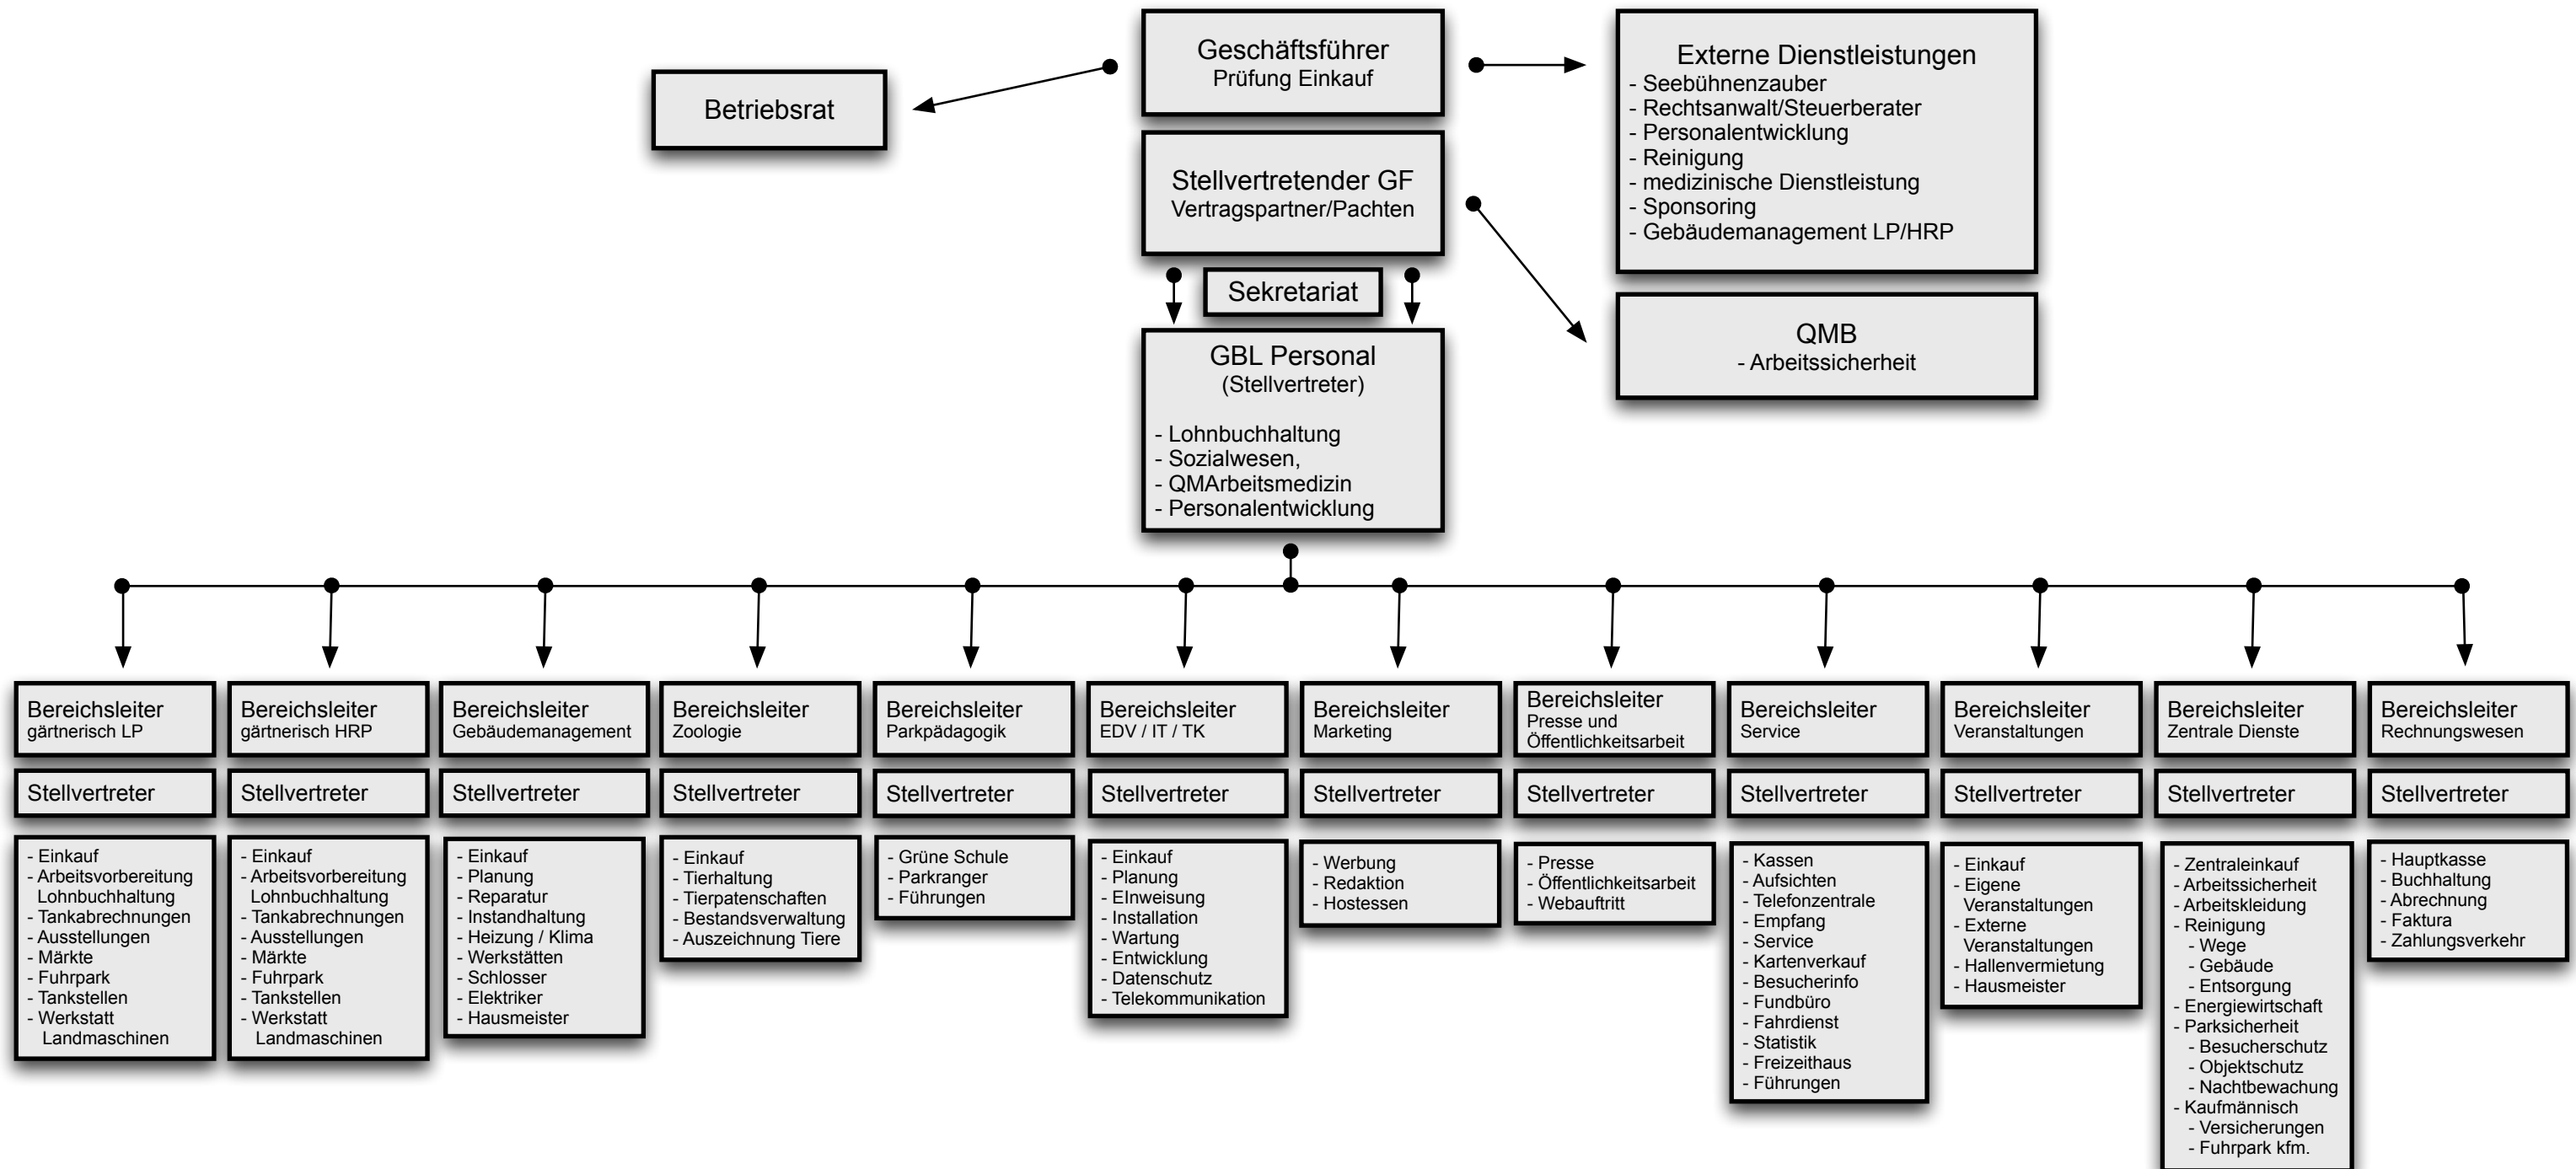 Geschäftsführer
Prüfung Einkauf
Betriebsrat
Externe Dienstleistungen
- Seebühnenzauber
- Rechtsanwalt/Steuerberater
- Personalentwicklung
- Reinigung
- medizinische Dienstleistung
- Sponsoring
- Gebäudemanagement LP/HRP
Stellvertretender GF
Vertragspartner/Pachten
Sekretariat
QMB
- Arbeitssicherheit
GBL Personal
(Stellvertreter)
- Lohnbuchhaltung
- Sozialwesen,
- QMArbeitsmedizin
- Personalentwicklung
Bereichsleiter
gärtnerisch LP
Stellvertreter
- Einkauf
- Arbeitsvorbereitung
Lohnbuchhaltung
- Tankabrechnungen
- Ausstellungen
- Märkte
- Fuhrpark
- Tankstellen
- Werkstatt
Landmaschinen
Bereichsleiter
gärtnerisch HRP
Stellvertreter
- Einkauf
- Arbeitsvorbereitung
Lohnbuchhaltung
- Tankabrechnungen
- Ausstellungen
- Märkte
- Fuhrpark
- Tankstellen
- Werkstatt
Landmaschinen
Bereichsleiter
Gebäudemanagement
Stellvertreter
- Einkauf
- Planung
- Reparatur
- Instandhaltung
- Heizung / Klima
- Werkstätten
- Schlosser
- Elektriker
- Hausmeister
Bereichsleiter
Zoologie
Stellvertreter
- Einkauf
- Tierhaltung
- Tierpatenschaften
- Bestandsverwaltung
- Auszeichnung Tiere
Bereichsleiter
Parkpädagogik
Stellvertreter
- Grüne Schule
- Parkranger
- Führungen
Bereichsleiter
EDV / IT / TK
Stellvertreter
- Einkauf
- Planung
- EInweisung
- Installation
- Wartung
- Entwicklung
- Datenschutz
- Telekommunikation
Bereichsleiter
Marketing
Stellvertreter
- Werbung
- Redaktion
- Hostessen
Bereichsleiter
Presse und
Öffentlichkeitsarbeit
Stellvertreter
- Presse
- Öffentlichkeitsarbeit
- Webauftritt
Bereichsleiter
Service
Stellvertreter
- Kassen
- Aufsichten
- Telefonzentrale
- Empfang
- Service
- Kartenverkauf
- Besucherinfo
- Fundbüro
- Fahrdienst
- Statistik
- Freizeithaus
- Führungen
Bereichsleiter
Veranstaltungen
Stellvertreter
- Einkauf
- Eigene
Veranstaltungen
- Externe
Veranstaltungen
- Hallenvermietung
- Hausmeister
Bereichsleiter
Zentrale Dienste
Stellvertreter
- Zentraleinkauf
- Arbeitssicherheit
- Arbeitskleidung
- Reinigung
- Wege
- Gebäude
- Entsorgung
- Energiewirtschaft
- Parksicherheit
- Besucherschutz
- Objektschutz
- Nachtbewachung
- Kaufmännisch
- Versicherungen
- Fuhrpark kfm.
Bereichsleiter
Rechnungswesen
Stellvertreter
- Hauptkasse
- Buchhaltung
- Abrechnung
- Faktura
- Zahlungsverkehr